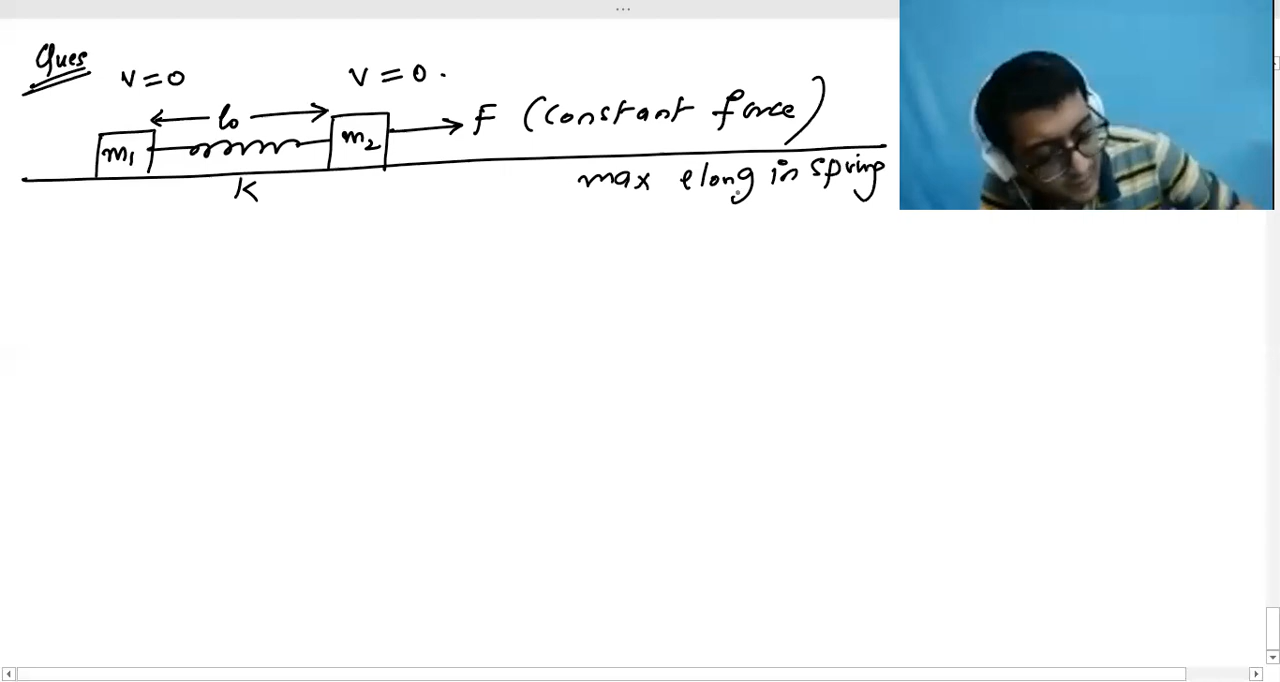 Ques
v=0 v=0.
l₀ F (constant force)
m₁ m₂
K max elong in spring